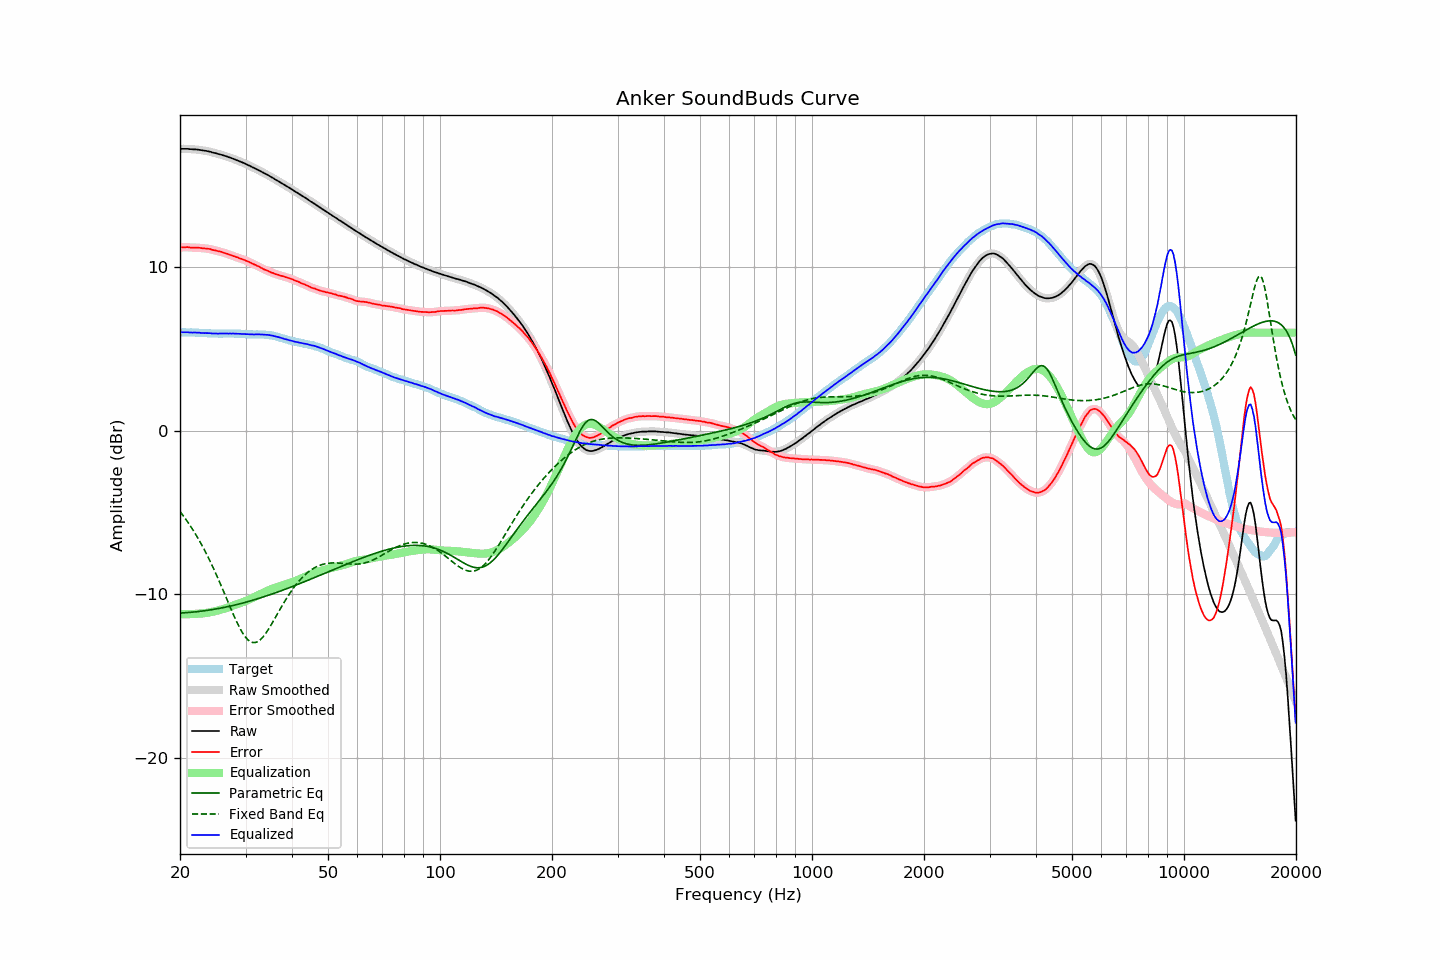 Anker SoundBuds Curve
Amplitude (dBr)
10
0
−10
−20
Target
Raw Smoothed
Error Smoothed
Raw
Error
Equalization
Parametric Eq
Fixed Band Eq
Equalized
20 50 100 200 500 1000 2000 5000 10000 20000
Frequency (Hz)